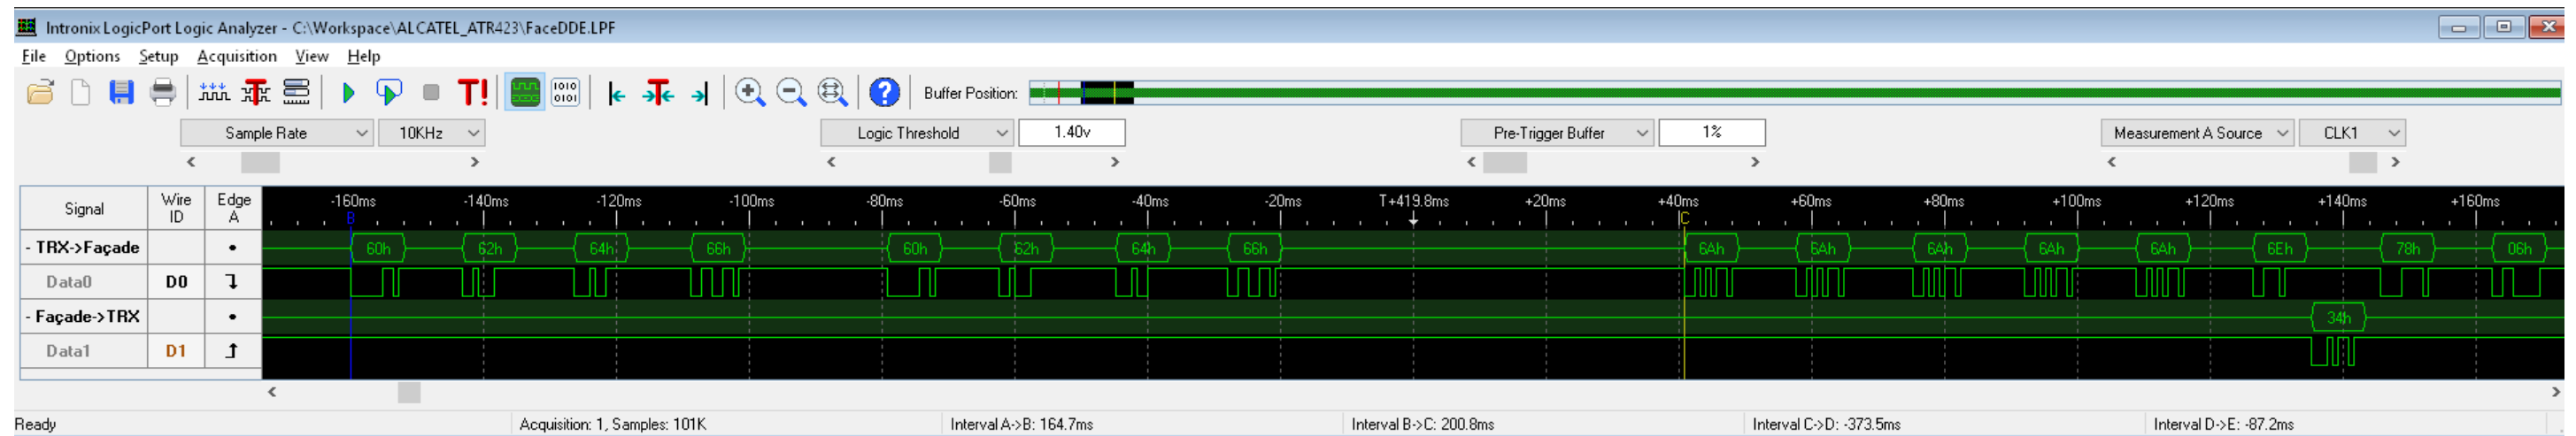 Intronix LogicPort Logic Analyzer - C:\Workspace\ALCATEL_ATR423\FaceDDE.LPF
File Options Setup Acquisition View Help
T! 1010 0101 ? Buffer Position:
Sample Rate 10KHz Logic Threshold 1.40v Pre-Trigger Buffer 1% Measurement A Source CLK1
Signal Wire ID Edge A -160ms -140ms -120ms -100ms -80ms -60ms -40ms -20ms T+419.8ms +20ms +40ms +60ms +80ms +100ms +120ms +140ms +160ms
B C
- TRX->Façade 60h 62h 64h 66h 60h 62h 64h 66h 6Ah 6Ah 6Ah 6Ah 6Ah 6Eh 78h 06h
Data0 D0
- Façade->TRX 34h
Data1 D1
Ready Acquisition: 1, Samples: 101K Interval A->B: 164.7ms Interval B->C: 200.8ms Interval C->D: -373.5ms Interval D->E: -87.2ms